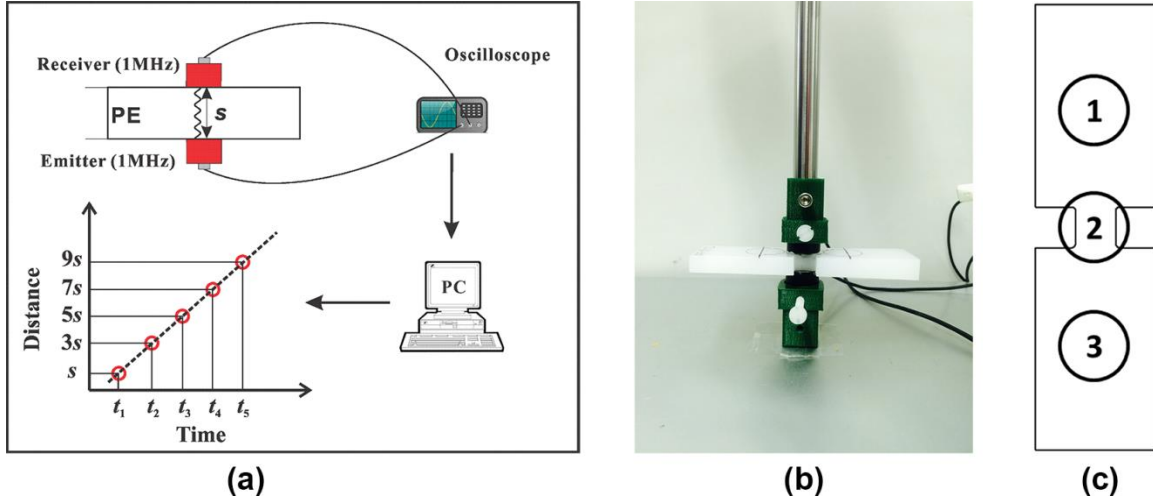 Receiver (1MHz)
Oscilloscope
PE
s
Emitter (1MHz)
PC
Distance
9s
7s
5s
3s
s
t1 t2 t3 t4 t5
Time
1
2
3
(a) (b) (c)